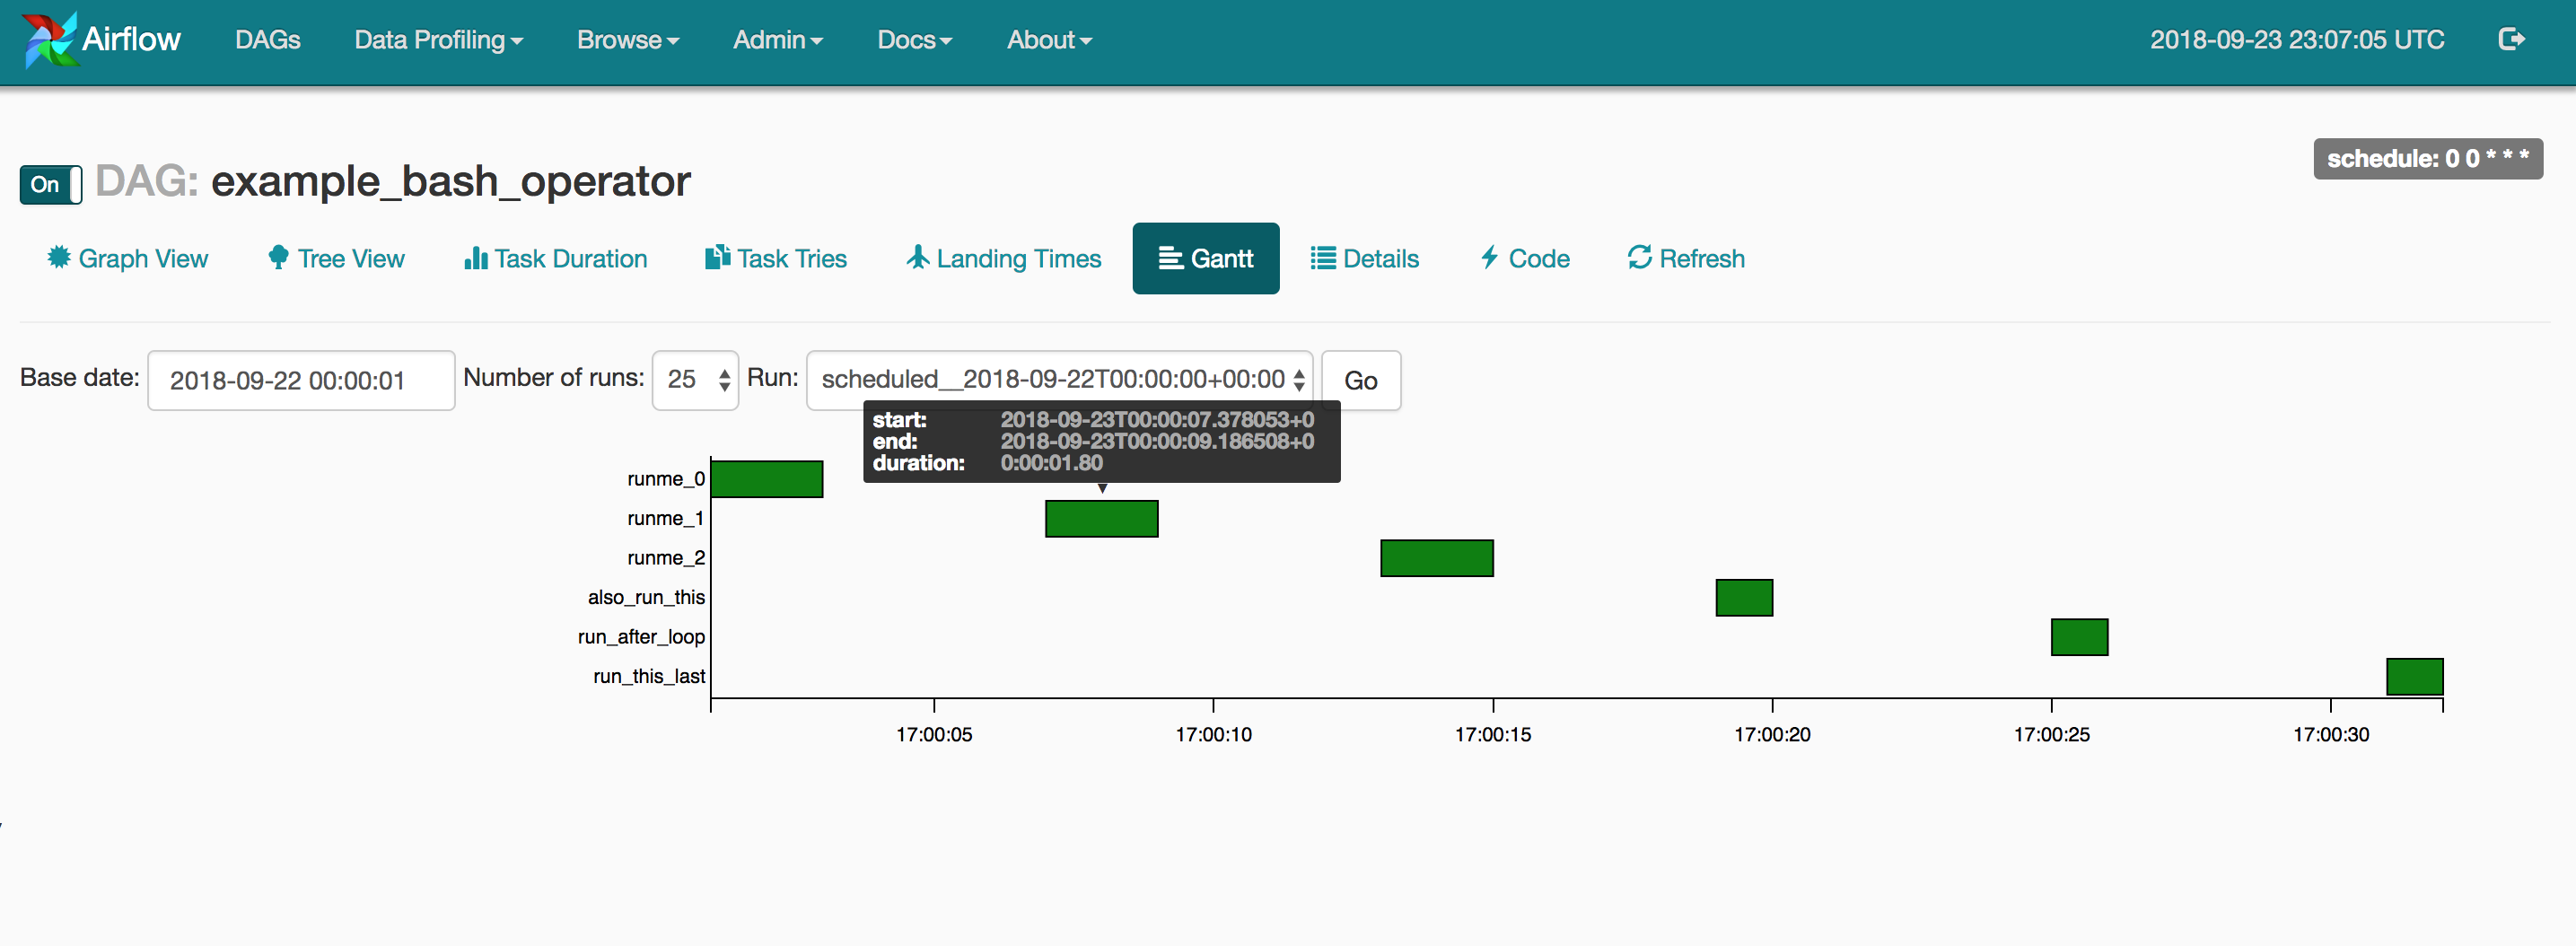 Airflow DAGs Data Profiling Browse Admin Docs About 2018-09-23 23:07:05 UTC
schedule: 0 0 * * *
On DAG: example_bash_operator
Graph View Tree View Task Duration Task Tries Landing Times Gantt Details Code Refresh
Base date: 2018-09-22 00:00:01 Number of runs: 25 Run: scheduled__2018-09-22T00:00:00+00:00 Go
start: 2018-09-23T00:00:07.378053+0
end: 2018-09-23T00:00:09.186508+0
duration: 0:00:01.80
runme_0
runme_1
runme_2
also_run_this
run_after_loop
run_this_last
17:00:05 17:00:10 17:00:15 17:00:20 17:00:25 17:00:30